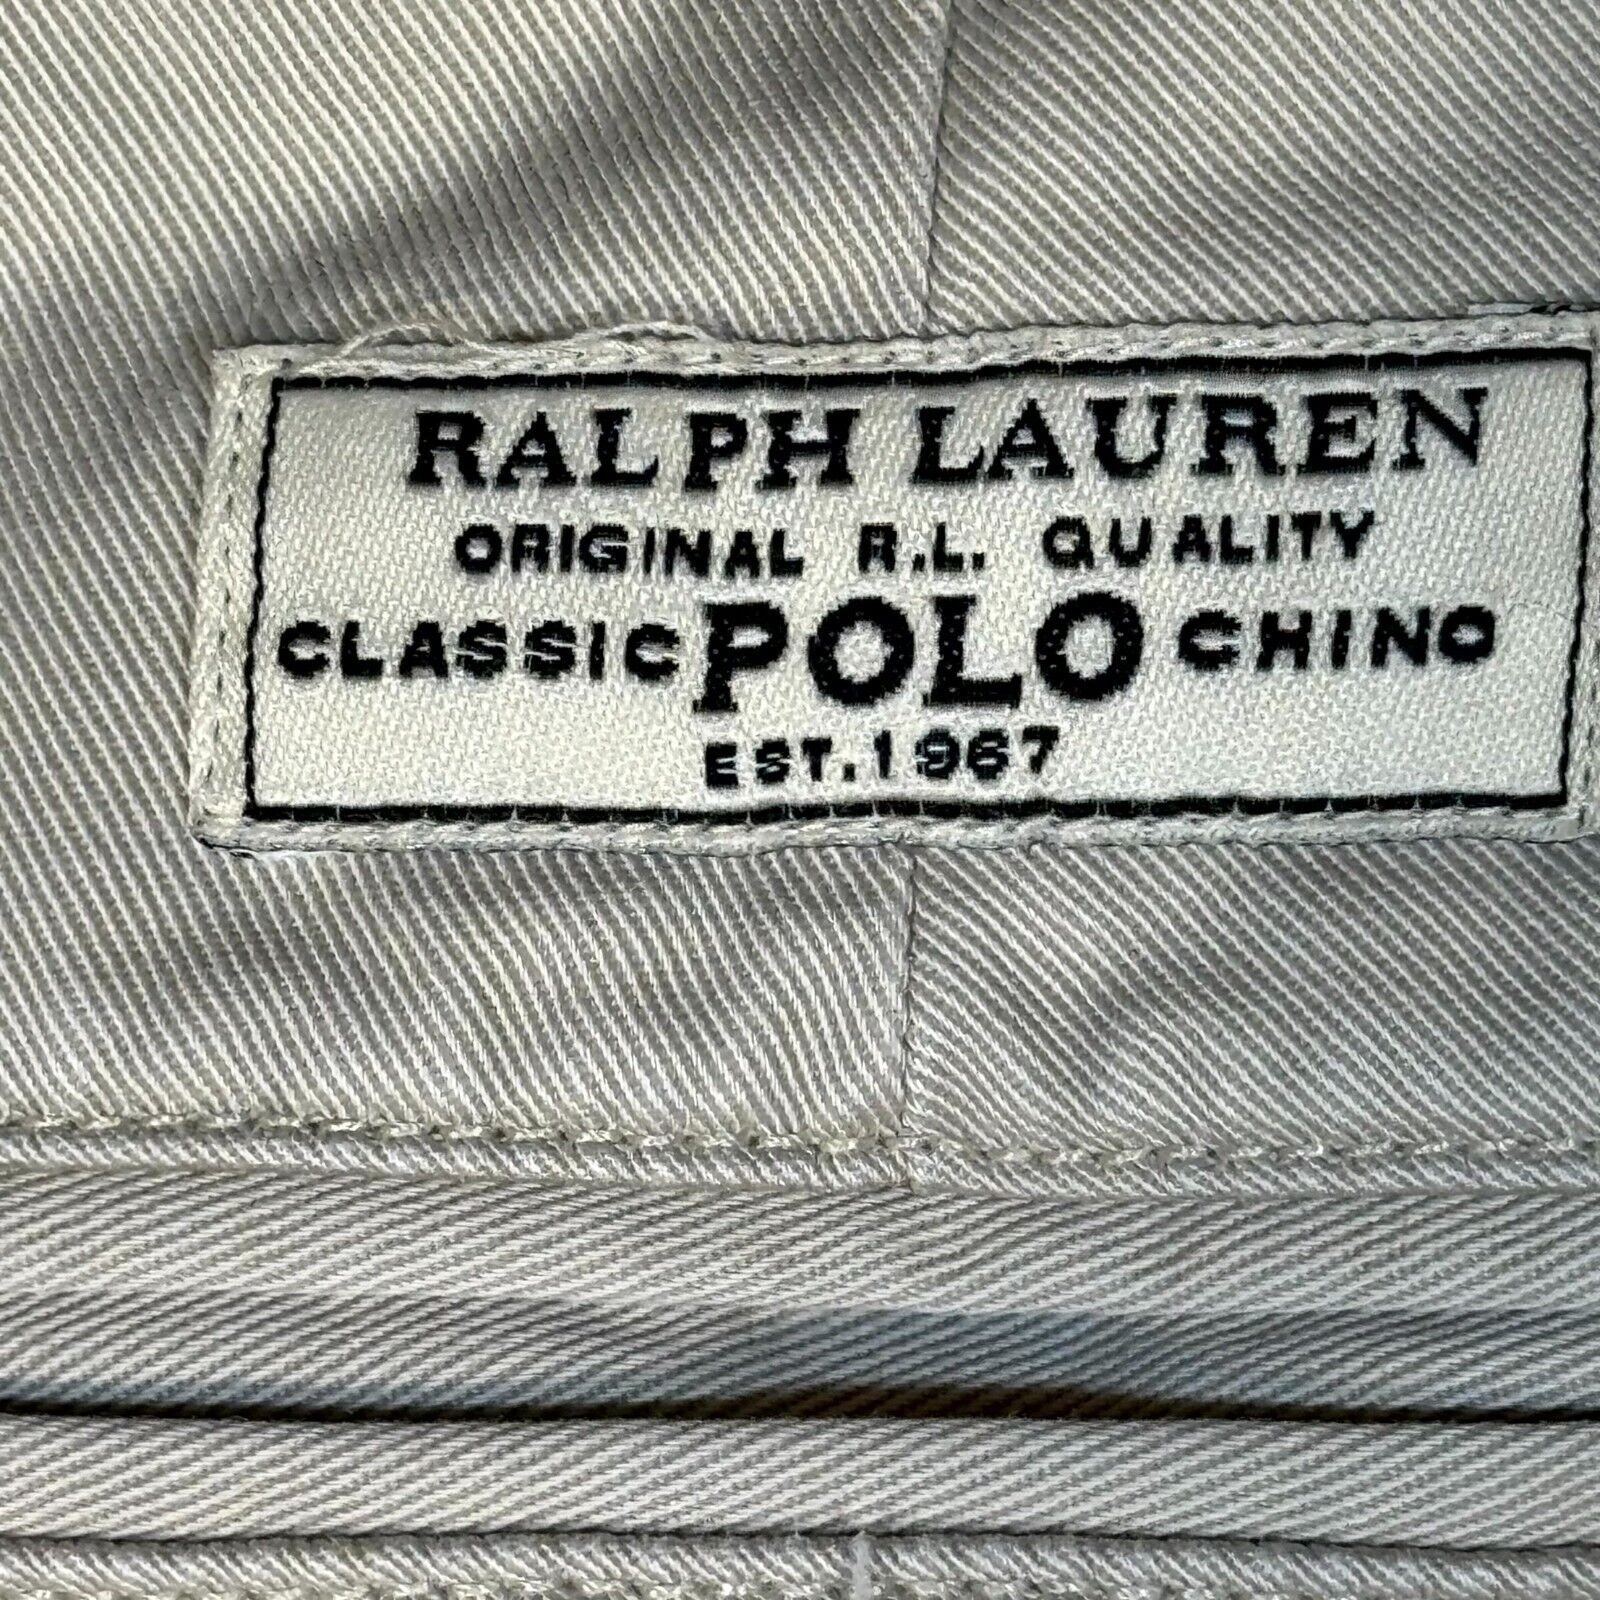 RALPH LAUREN
ORIGINAL R.L. QUALITY
CLASSIC POLO CHINO
EST. 1967